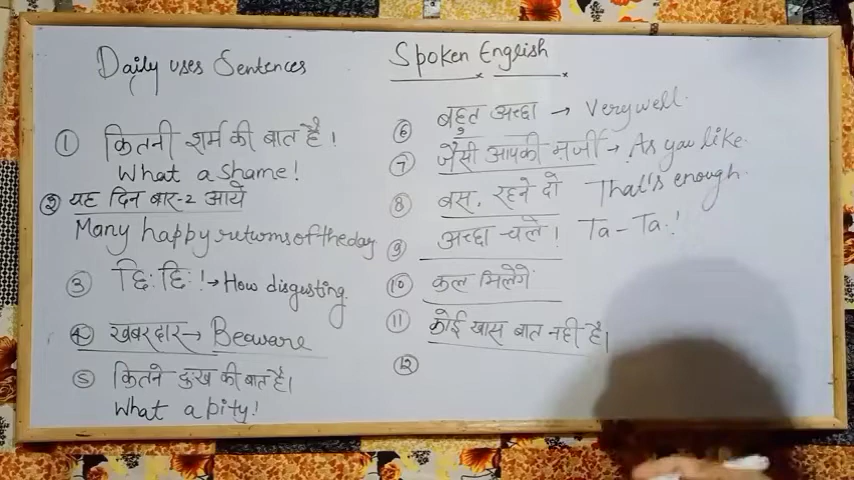 Daily uses Sentences
① कितनी शर्म की बात है।
What a shame!
② यह दिन बार-2 आये
Many happy returns of the day
③ छि: छि: ! → How disgusting.
④ खबरदार → Beaware
⑤ कितने दुःख की बात है।
What a pity!
Spoken English
⑥ बहुत अच्छा → Very well.
⑦ जैसी आपकी मर्जी → As you like.
⑧ बस, रहने दो That's enough.
⑨ अच्छा चले! Ta-Ta.!
⑩ कल मिलेगें
⑪ कोई खास बात नही है।
⑫